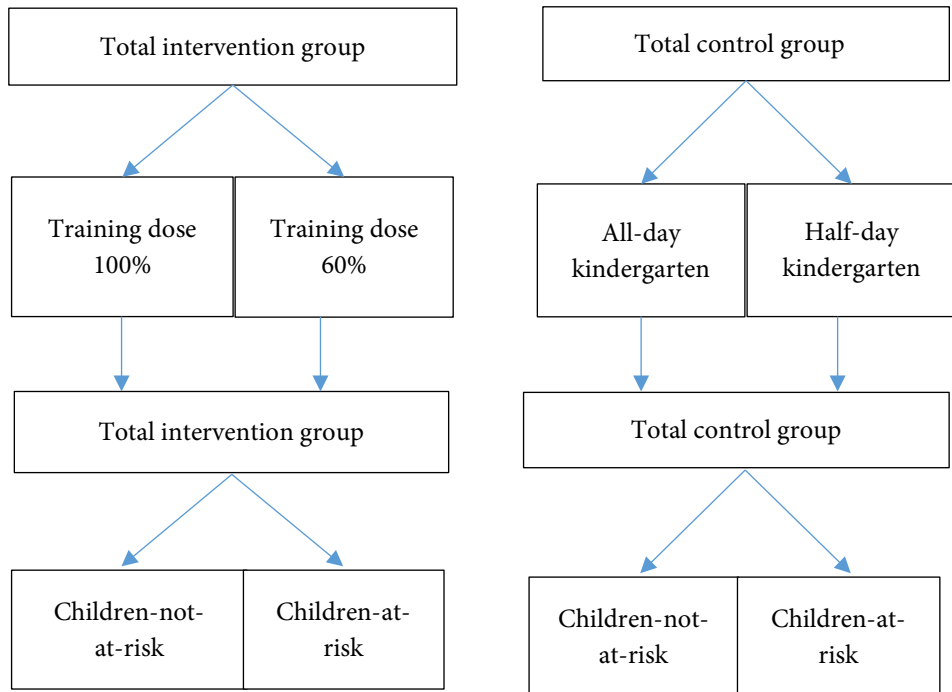 Total intervention group
Total control group
Training dose
100%
Training dose
60%
All-day
kindergarten
Half-day
kindergarten
Total intervention group
Total control group
Children-not-
at-risk
Children-at-
risk
Children-not-
at-risk
Children-at-
risk